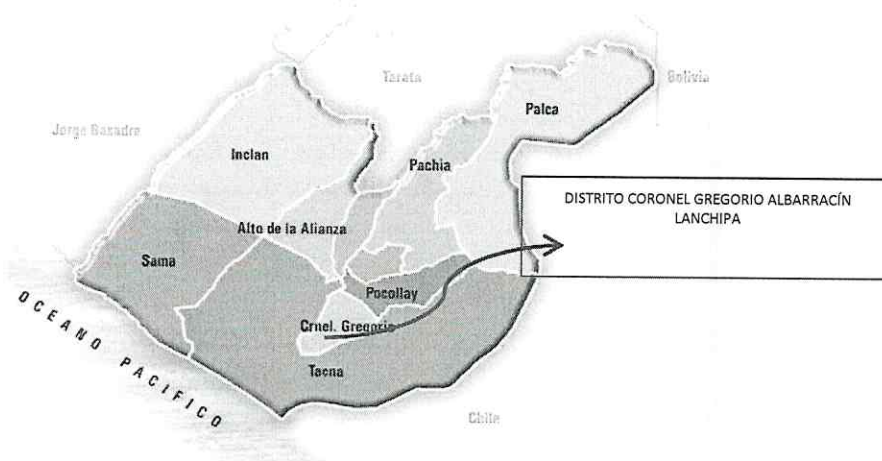 Tarata
Bolivia
Palca
Jorge Basadre
Inclan
Pachia
DISTRITO CORONEL GREGORIO ALBARRACÍN
LANCHIPA
Alto de la Alianza
Sama
Pocollay
Crnel. Gregorio
Tacna
OCEANO PACIFICO
Chile